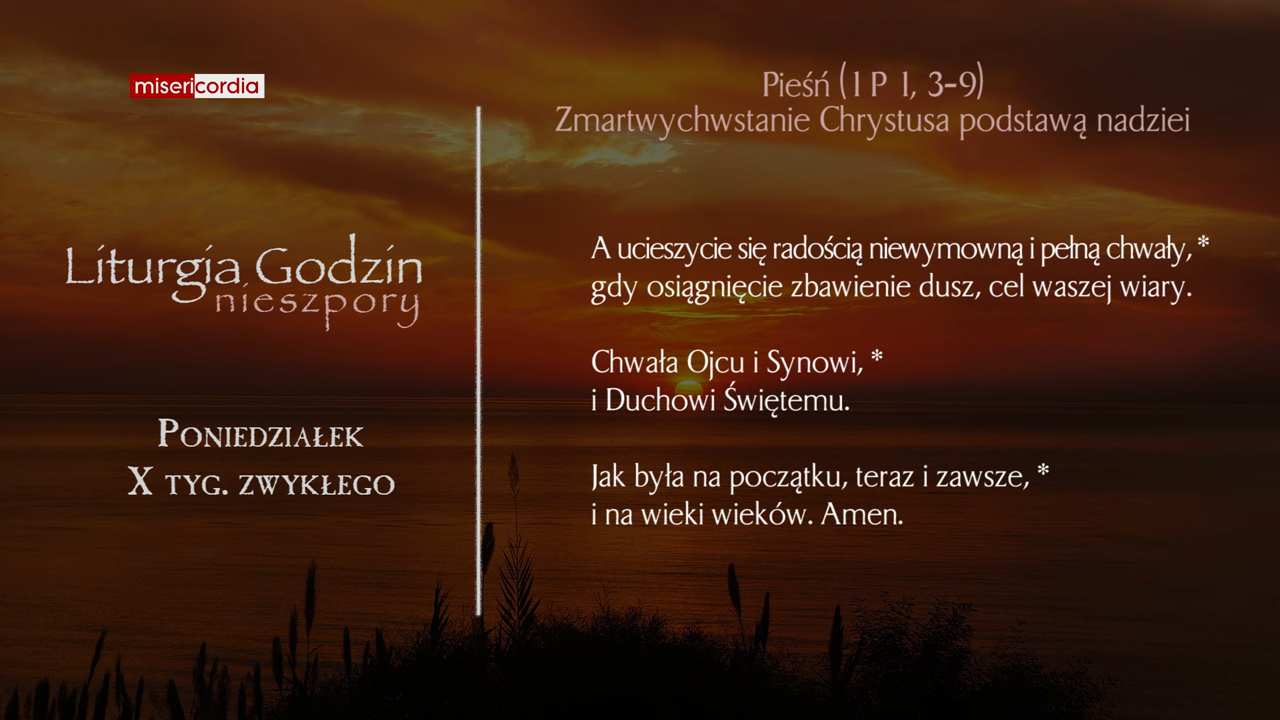 misericordia
Liturgia Godzin
nieszpory
Poniedziałek
X tyg. zwykłego
Pieśń (1 P 1, 3-9)
Zmartwychwstanie Chrystusa podstawą nadziei
A ucieszycie się radością niewymowną i pełną chwały, *
gdy osiągnięcie zbawienie dusz, cel waszej wiary.
Chwała Ojcu i Synowi, *
i Duchowi Świętemu.
Jak była na początku, teraz i zawsze, *
i na wieki wieków. Amen.